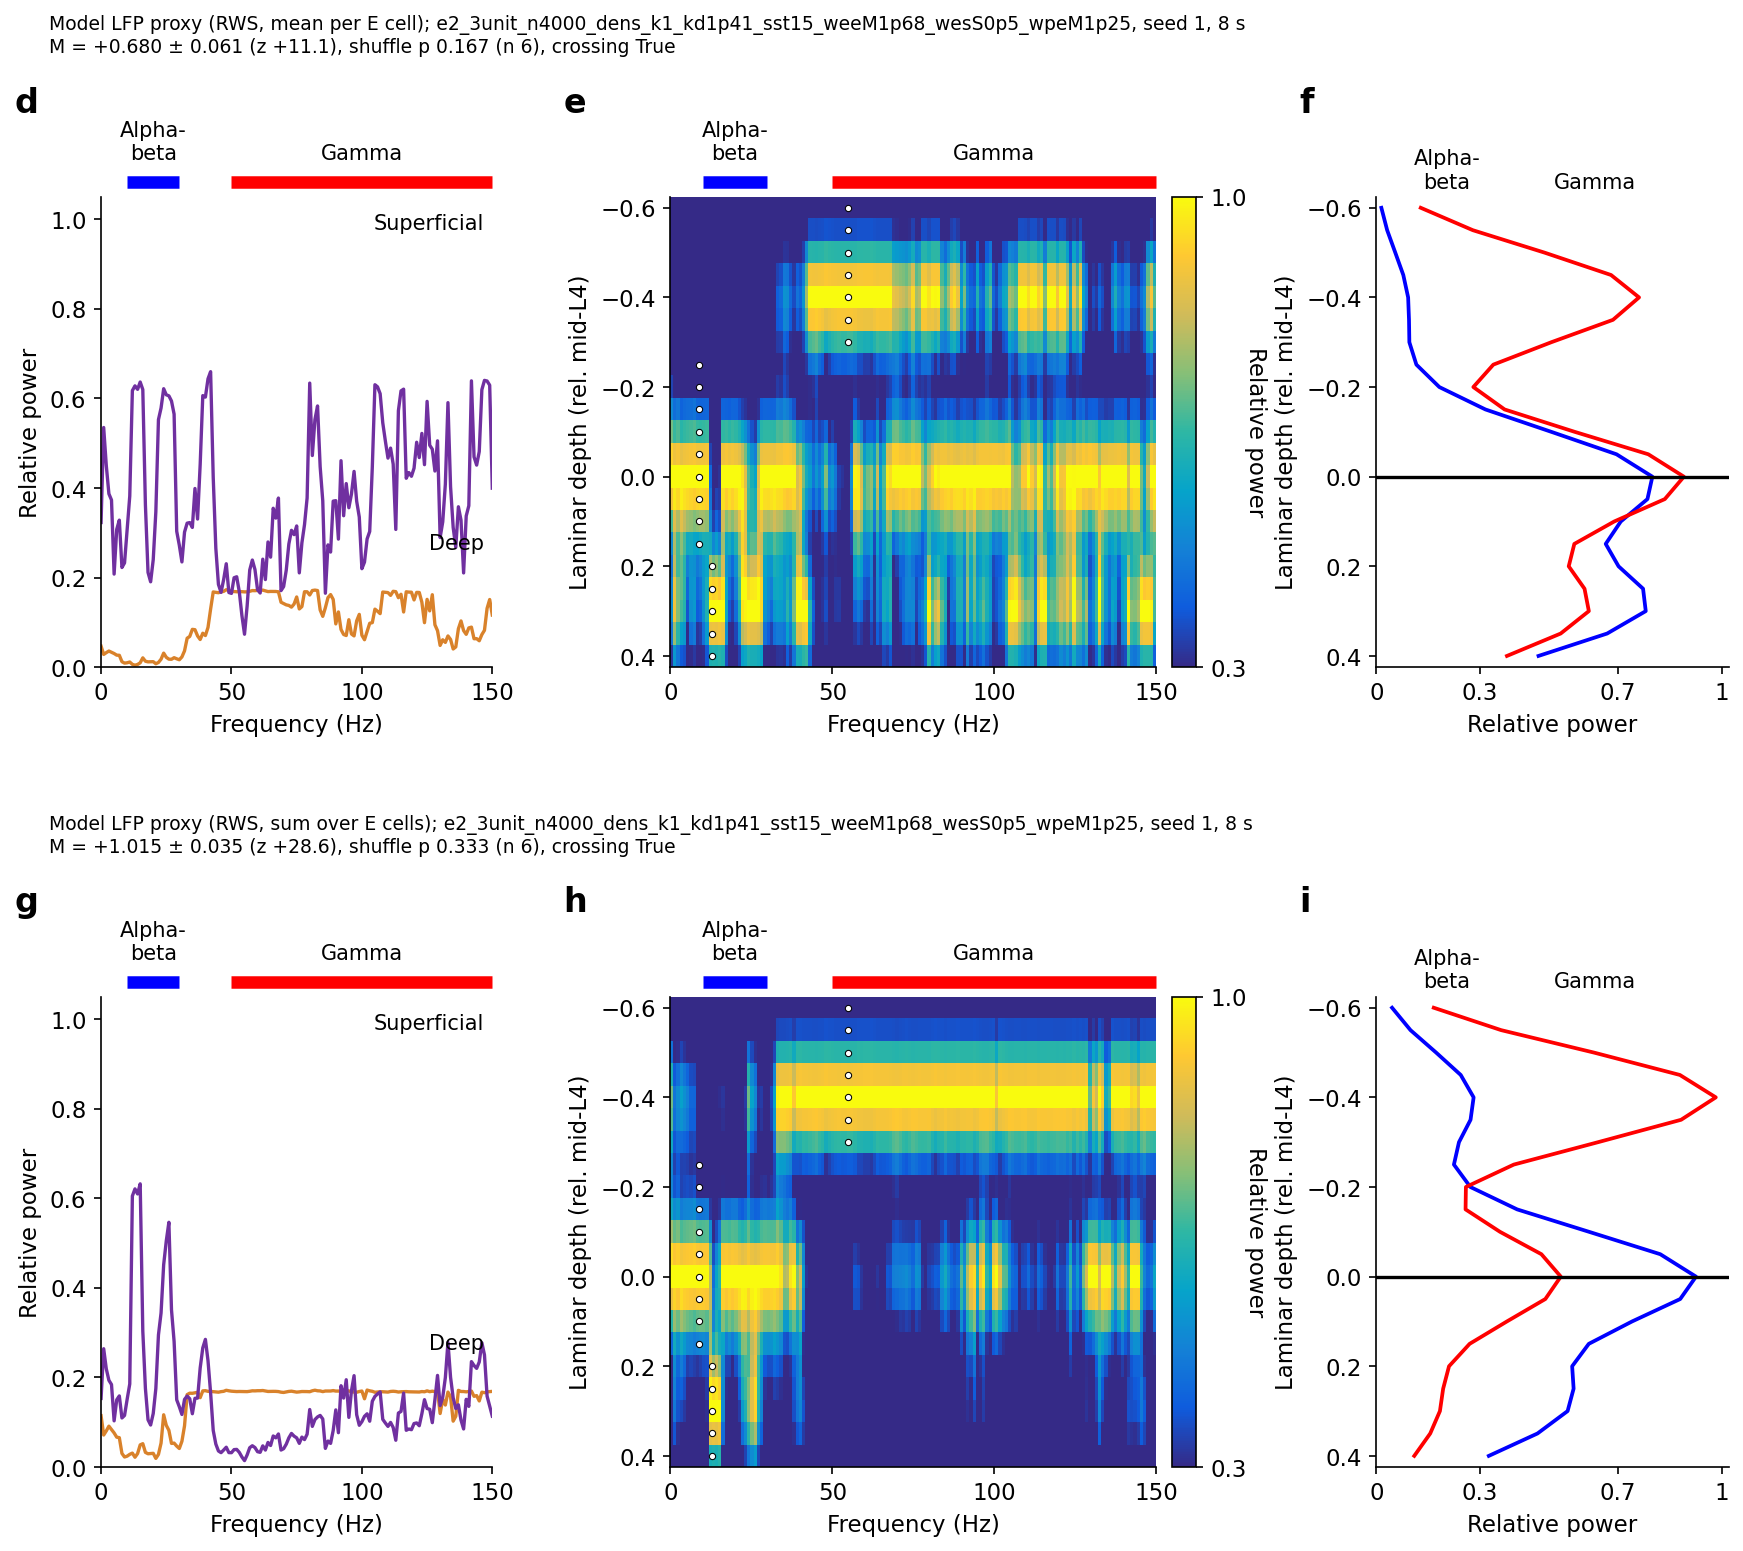 Model LFP proxy (RWS, mean per E cell); e2_3unit_n4000_dens_k1_kd1p41_sst15_weeM1p68_wesS0p5_wpeM1p25, seed 1, 8 s
M = +0.680 ± 0.061 (z +11.1), shuffle p 0.167 (n 6), crossing True
d
Alpha-
beta
Gamma
Superficial
Deep
1.0
0.8
0.6
0.4
0.2
0.0
Relative power
0 50 100 150
Frequency (Hz)
e
Alpha-
beta
Gamma
−0.6
−0.4
−0.2
0.0
0.2
0.4
Laminar depth (rel. mid-L4)
0 50 100 150
Frequency (Hz)
1.0
0.3
Relative power
f
Alpha-
beta
Gamma
−0.6
−0.4
−0.2
0.0
0.2
0.4
Laminar depth (rel. mid-L4)
0 0.3 0.7 1
Relative power
Model LFP proxy (RWS, sum over E cells); e2_3unit_n4000_dens_k1_kd1p41_sst15_weeM1p68_wesS0p5_wpeM1p25, seed 1, 8 s
M = +1.015 ± 0.035 (z +28.6), shuffle p 0.333 (n 6), crossing True
g
Alpha-
beta
Gamma
Superficial
Deep
1.0
0.8
0.6
0.4
0.2
0.0
Relative power
0 50 100 150
Frequency (Hz)
h
Alpha-
beta
Gamma
−0.6
−0.4
−0.2
0.0
0.2
0.4
Laminar depth (rel. mid-L4)
0 50 100 150
Frequency (Hz)
1.0
0.3
Relative power
i
Alpha-
beta
Gamma
−0.6
−0.4
−0.2
0.0
0.2
0.4
Laminar depth (rel. mid-L4)
0 0.3 0.7 1
Relative power